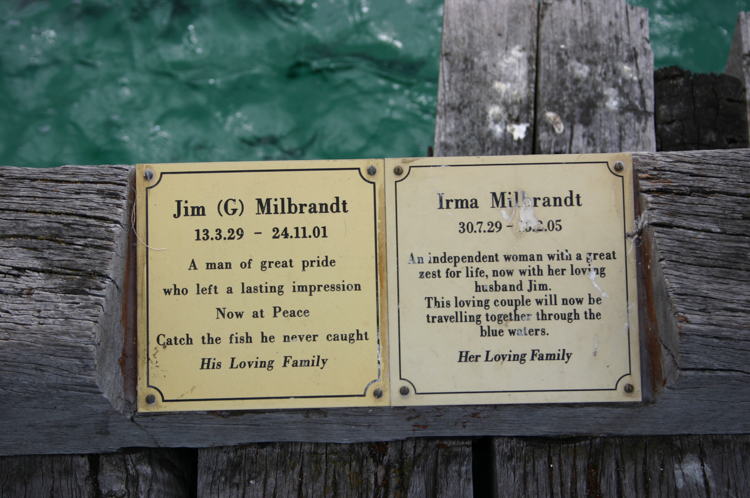 Jim (G) Milbrandt
13.3.29 - 24.11.01
A man of great pride
who left a lasting impression
Now at Peace
Catch the fish he never caught
His Loving Family
Irma Milbrandt
30.7.29 -
An independent woman with a great
zest for life, now with her loving
husband Jim.
This loving couple will now be
travelling together through the
blue waters.
Her Loving Family